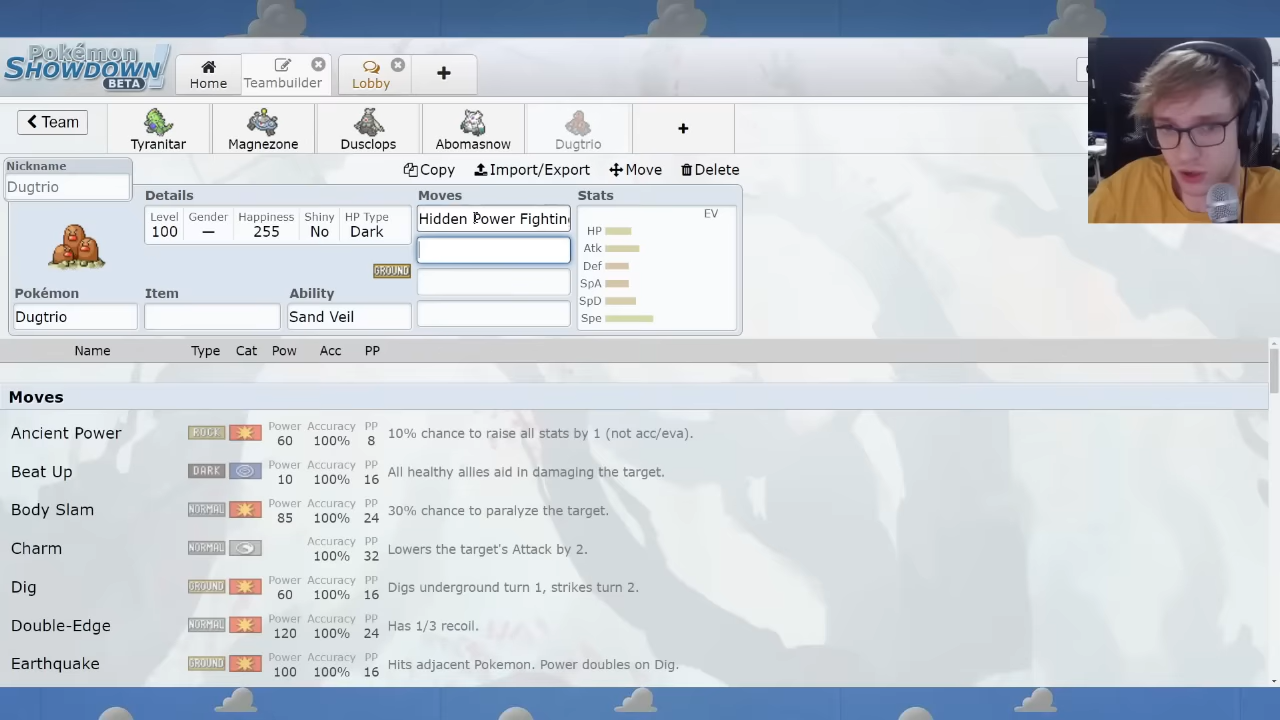 Pokémon
SHOWDOWN!
BETA
Home
Teambuilder
Lobby
+
< Team
Tyranitar
Magnezone
Dusclops
Abomasnow
Dugtrio
+
Nickname
Dugtrio
Copy
Import/Export
Move
Delete
Details
Moves
Stats
Level
100
Gender
—
Happiness
255
Shiny
No
HP Type
Dark
Hidden Power Fighting
EV
HP
Atk
Def
SpA
SpD
Spe
GROUND
Pokémon
Dugtrio
Item
Ability
Sand Veil
Name Type Cat Pow Acc PP
Moves
Ancient Power ROCK Power 60 Accuracy 100% PP 8 10% chance to raise all stats by 1 (not acc/eva).
Beat Up DARK Power 10 Accuracy 100% PP 16 All healthy allies aid in damaging the target.
Body Slam NORMAL Power 85 Accuracy 100% PP 24 30% chance to paralyze the target.
Charm NORMAL Accuracy 100% PP 32 Lowers the target's Attack by 2.
Dig GROUND Power 60 Accuracy 100% PP 16 Digs underground turn 1, strikes turn 2.
Double-Edge NORMAL Power 120 Accuracy 100% PP 24 Has 1/3 recoil.
Earthquake GROUND Power 100 Accuracy 100% PP 16 Hits adjacent Pokemon. Power doubles on Dig.